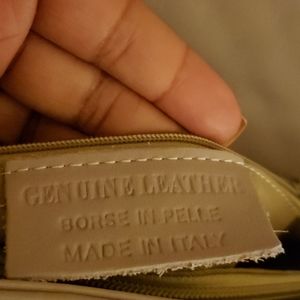 GENUINE LEATHER
BORSE IN PELLE
MADE IN ITALY